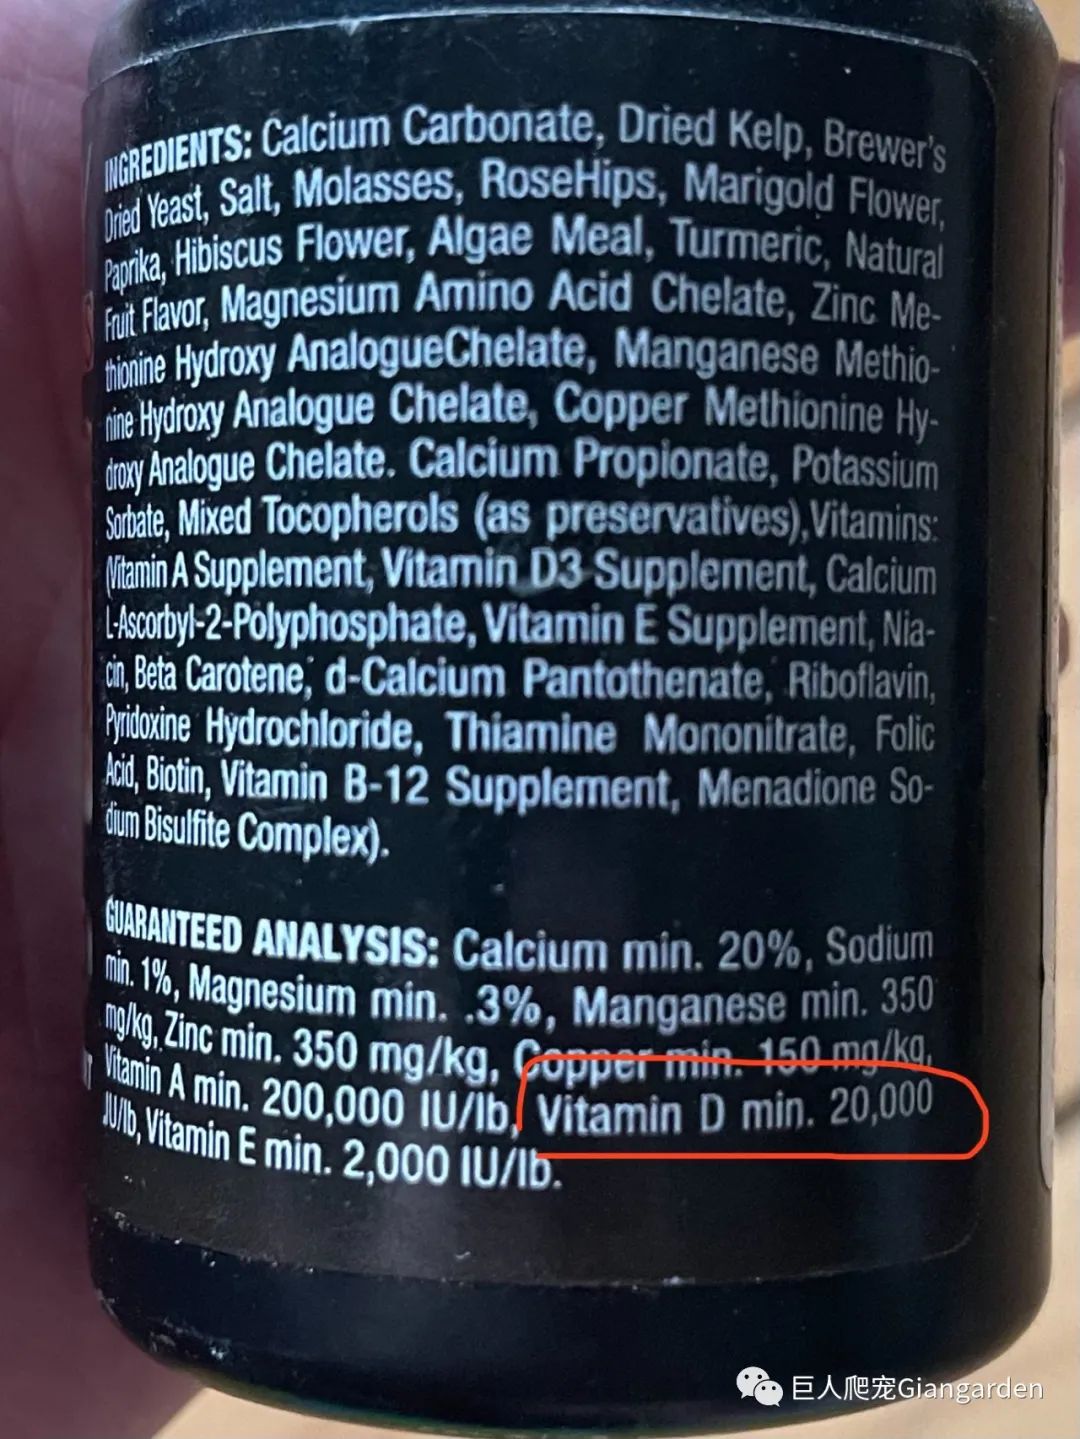 INGREDIENTS: Calcium Carbonate, Dried Kelp, Brewer's
Dried Yeast, Salt, Molasses, RoseHips, Marigold Flower,
Paprika, Hibiscus Flower, Algae Meal, Turmeric, Natural
Fruit Flavor, Magnesium Amino Acid Chelate, Zinc Me-
thionine Hydroxy AnalogueChelate, Manganese Methio-
nine Hydroxy Analogue Chelate, Copper Methionine Hy-
droxy Analogue Chelate. Calcium Propionate, Potassium
Sorbate, Mixed Tocopherols (as preservatives),Vitamins:
(Vitamin A Supplement, Vitamin D3 Supplement, Calcium
L-Ascorbyl-2-Polyphosphate, Vitamin E Supplement, Nia-
cin, Beta Carotene, d-Calcium Pantothenate, Riboflavin,
Pyridoxine Hydrochloride, Thiamine Mononitrate, Folic
Acid, Biotin, Vitamin B-12 Supplement, Menadione So-
dium Bisulfite Complex).
GUARANTEED ANALYSIS: Calcium min. 20%, Sodium
min. 1%, Magnesium min. .3%, Manganese min. 350
mg/kg, Zinc min. 350 mg/kg, Copper min. 150 mg/kg,
Vitamin A min. 200,000 IU/lb, Vitamin D min. 20,000
IU/lb, Vitamin E min. 2,000 IU/lb.
巨人爬宠Giangarden